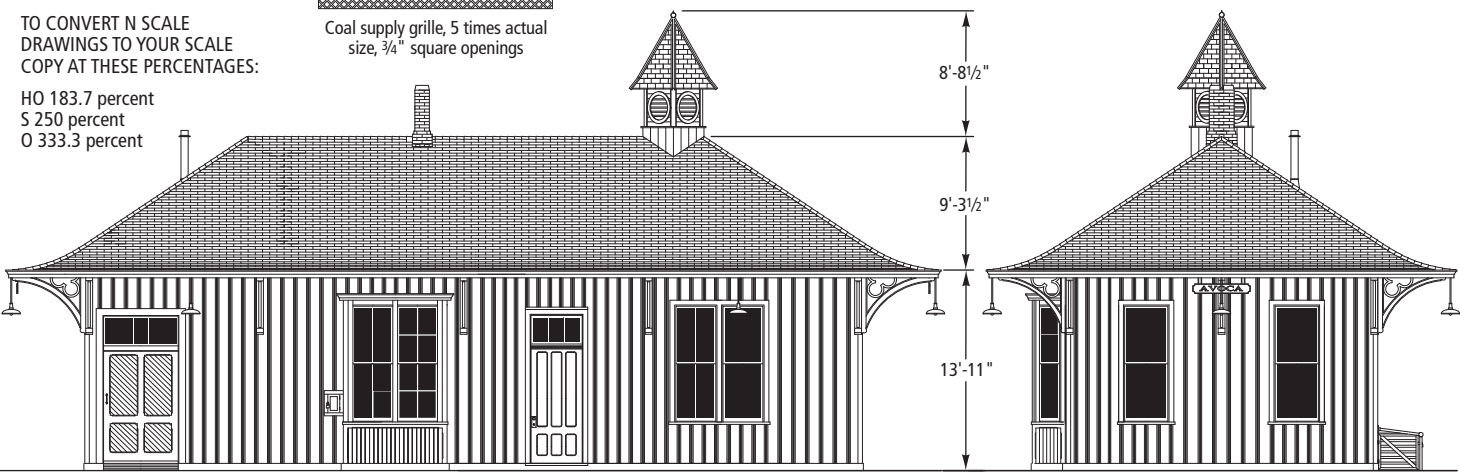 TO CONVERT N SCALE
DRAWINGS TO YOUR SCALE
COPY AT THESE PERCENTAGES:
HO 183.7 percent
S 250 percent
O 333.3 percent
Coal supply grille, 5 times actual
size, ¾" square openings
8'-8½"
9'-3½"
13'-11"
AVOCA